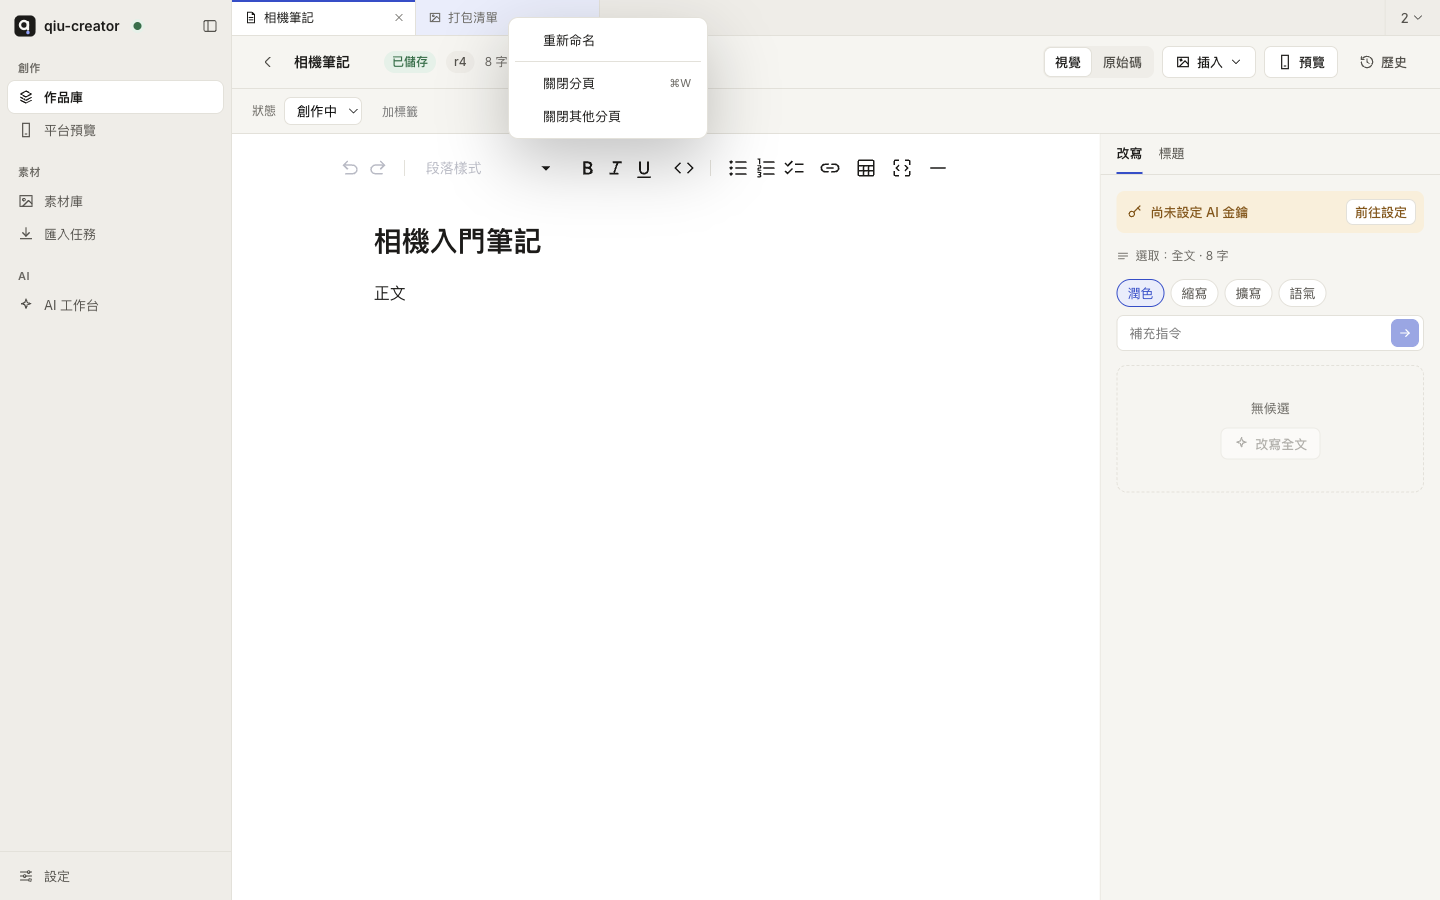 qiu-creator
創作
作品庫
平台預覽
素材
素材庫
匯入任務
AI
AI 工作台
設定
相機筆記
打包清單
2
相機筆記
已儲存
r4
8 字
重新命名
關閉分頁 ⌘W
關閉其他分頁
視覺
原始碼
插入
預覽
歷史
狀態
創作中
加標籤
段落樣式
相機入門筆記
正文
改寫
標題
尚未設定 AI 金鑰
前往設定
選取：全文 · 8 字
潤色
縮寫
擴寫
語氣
補充指令
無候選
改寫全文